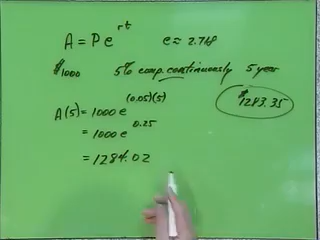 A = Pe^{rt} e ≈ 2.718
$1000 5% comp. continuously 5 year
A(5) = 1000 e^{(0.05)(5)} $1283.35
= 1000 e^{0.25}
= 1284.02